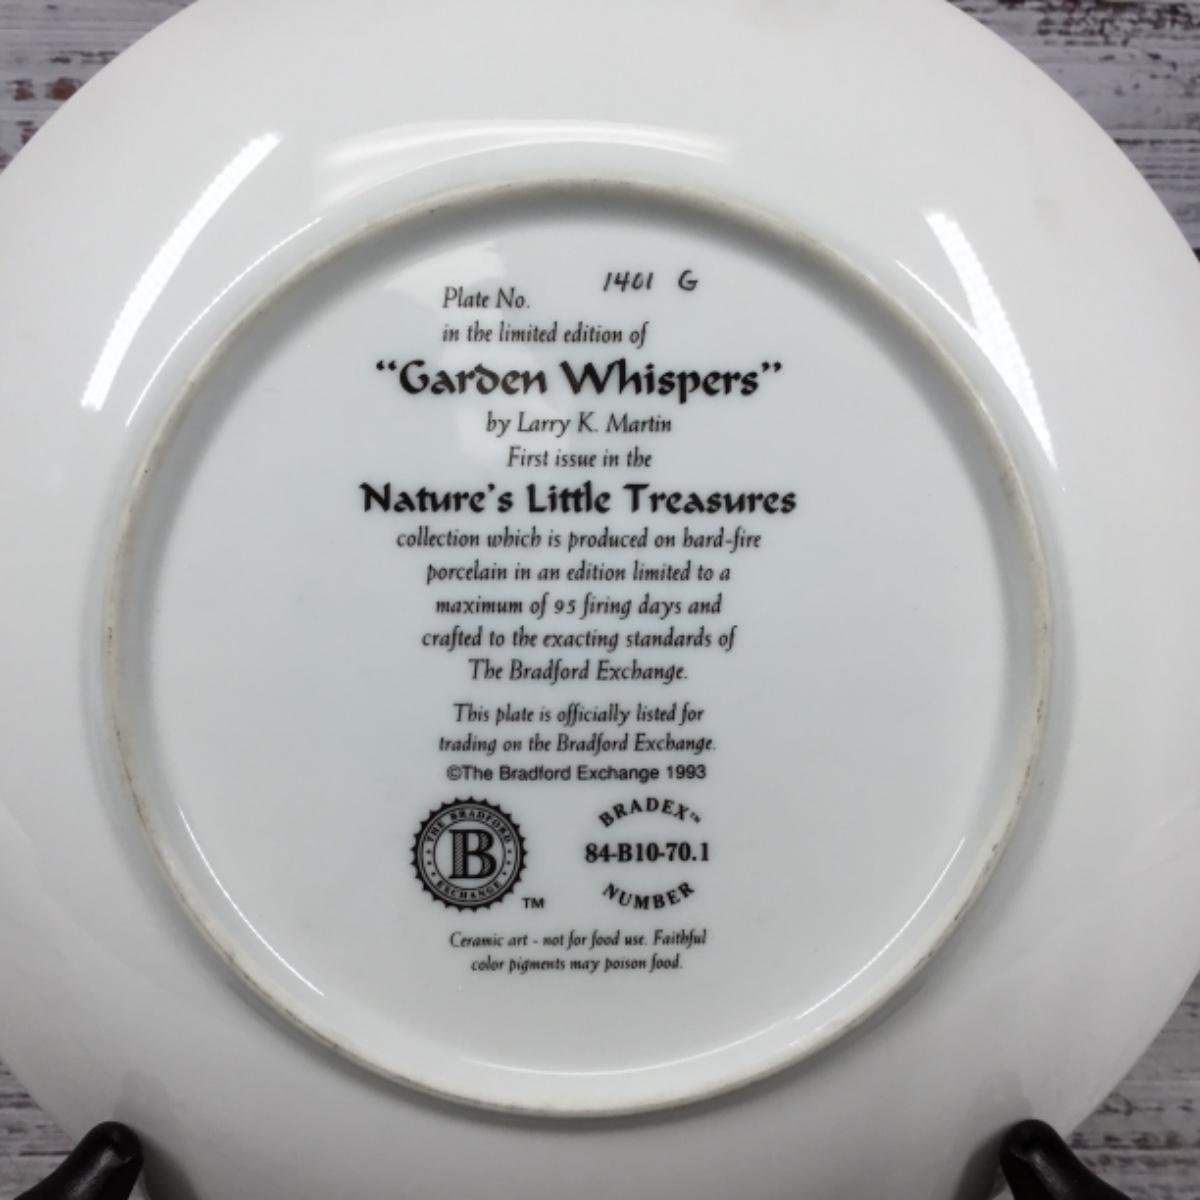 Plate No. 1401 G
in the limited edition of
“Garden Whispers”
by Larry K. Martin
First issue in the
Nature's Little Treasures
collection which is produced on hard-fire
porcelain in an edition limited to a
maximum of 95 firing days and
crafted to the exacting standards of
The Bradford Exchange.
This plate is officially listed for
trading on the Bradford Exchange.
©The Bradford Exchange 1993
THE BRADFORD
B
EXCHANGE
TM
BRADEX™
84-B10-70.1
NUMBER
Ceramic art - not for food use. Faithful
color pigments may poison food.